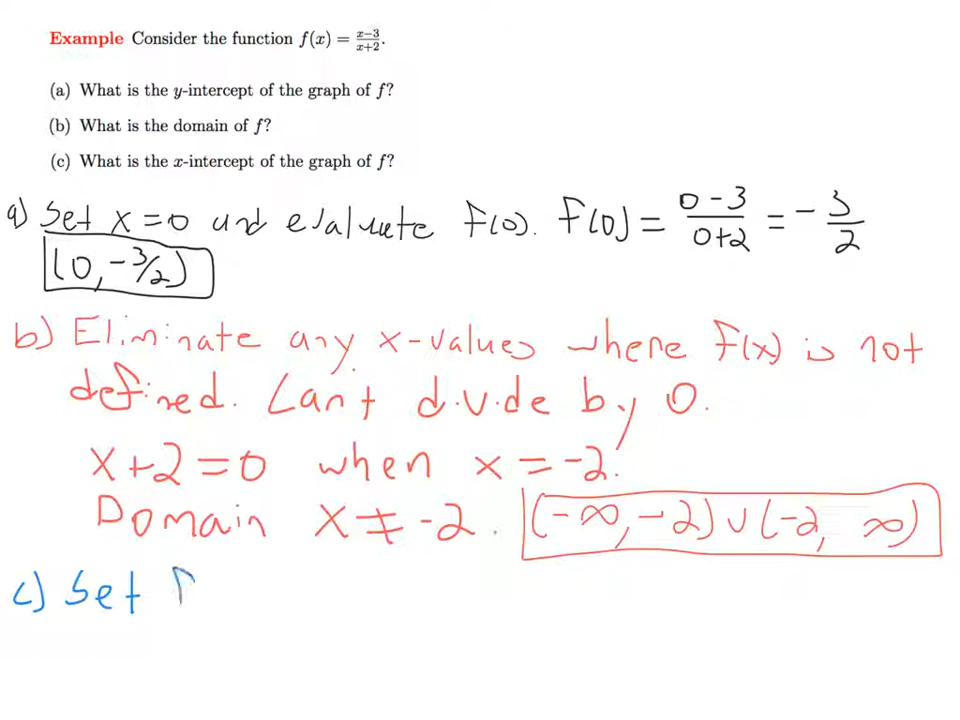 Example Consider the function f(x) = \frac{x-3}{x+2}.
(a) What is the y-intercept of the graph of f?
(b) What is the domain of f?
(c) What is the x-intercept of the graph of f?
a) Set x=0 and evaluate f(0). f(0) = \frac{0-3}{0+2} = -\frac{3}{2}
(0, -3/2)
b) Eliminate any x-values where f(x) is not
defined. Can't divide by 0.
x+2=0 when x=-2.
Domain x≠-2. (-∞, -2) ∪ (-2, ∞)
c) Set